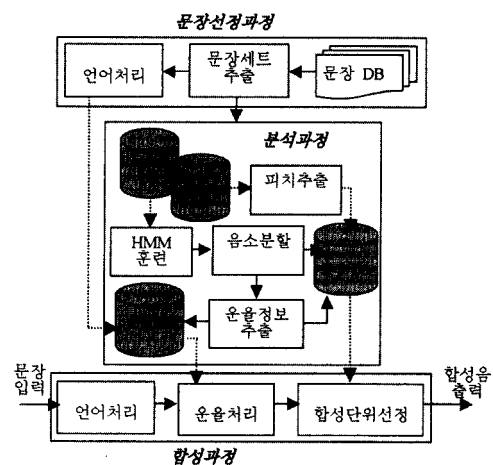 문장선정과정
언어처리
문장세트
추출
문장 DB
분석과정
피치추출
HMM
훈련
음소분할
운율정보
추출
문장
입력
언어처리
운율처리
합성단위선정
합성음
출력
합성과정